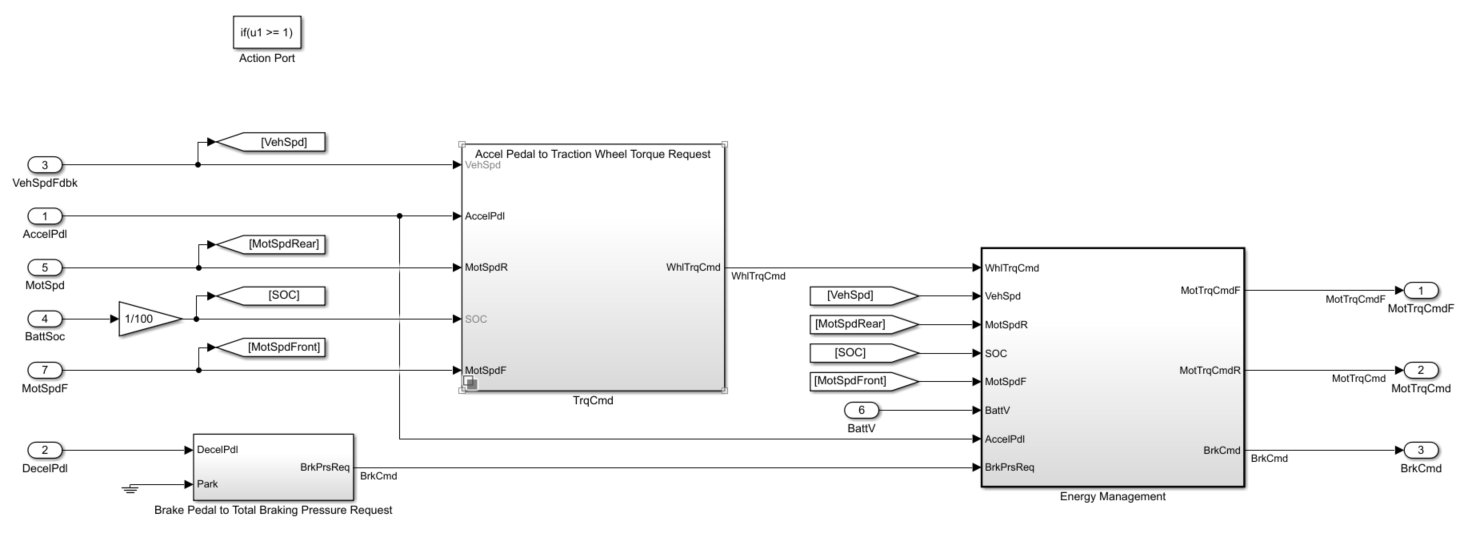 if(u1 >= 1)
Action Port
[VehSpd]
3
VehSpdFdbk
1
AccelPdl
[MotSpdRear]
5
MotSpd
[SOC]
1/100
4
BattSoc
[MotSpdFront]
7
MotSpdF
Accel Pedal to Traction Wheel Torque Request
VehSpd
AccelPdl
MotSpdR
WhlTrqCmd
SOC
MotSpdF
TrqCmd
WhlTrqCmd
2
DecelPdl
DecelPdl
BrkPrsReq
Park
BrkCmd
Brake Pedal to Total Braking Pressure Request
[VehSpd]
[MotSpdRear]
[SOC]
[MotSpdFront]
6
BattV
WhlTrqCmd
VehSpd
MotSpdR
SOC
MotSpdF
BattV
AccelPdl
BrkPrsReq
MotTrqCmdF
MotTrqCmdR
BrkCmd
Energy Management
MotTrqCmdF
1
MotTrqCmdF
MotTrqCmd
2
MotTrqCmd
BrkCmd
3
BrkCmd